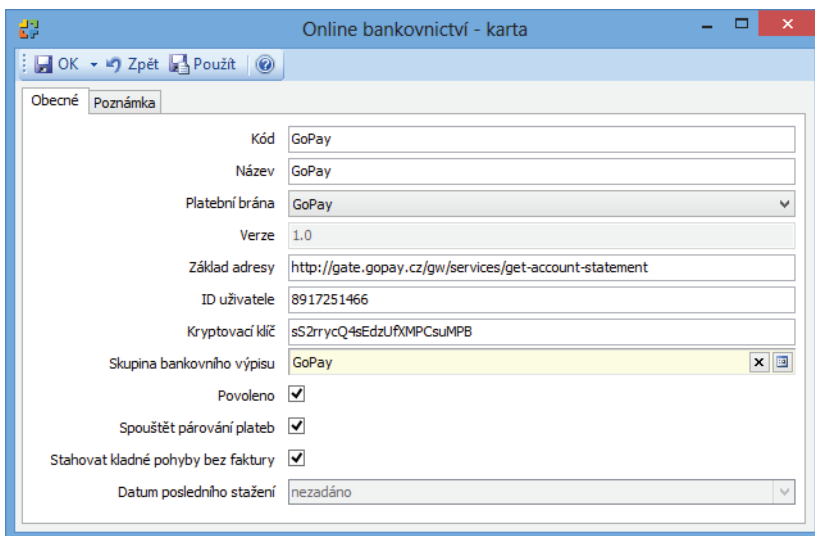 Online bankovnictví - karta
OK Zpět Použít
Obecné Poznámka
Kód GoPay
Název GoPay
Platební brána GoPay
Verze 1.0
Základ adresy http://gate.gopay.cz/gw/services/get-account-statement
ID uživatele 8917251466
Kryptovací klíč sS2rrycQ4sEdzUfXMPCsuMPB
Skupina bankovního výpisu GoPay
Povoleno
Spouštět párování plateb
Stahovat kladné pohyby bez faktury
Datum posledního stažení nezadáno